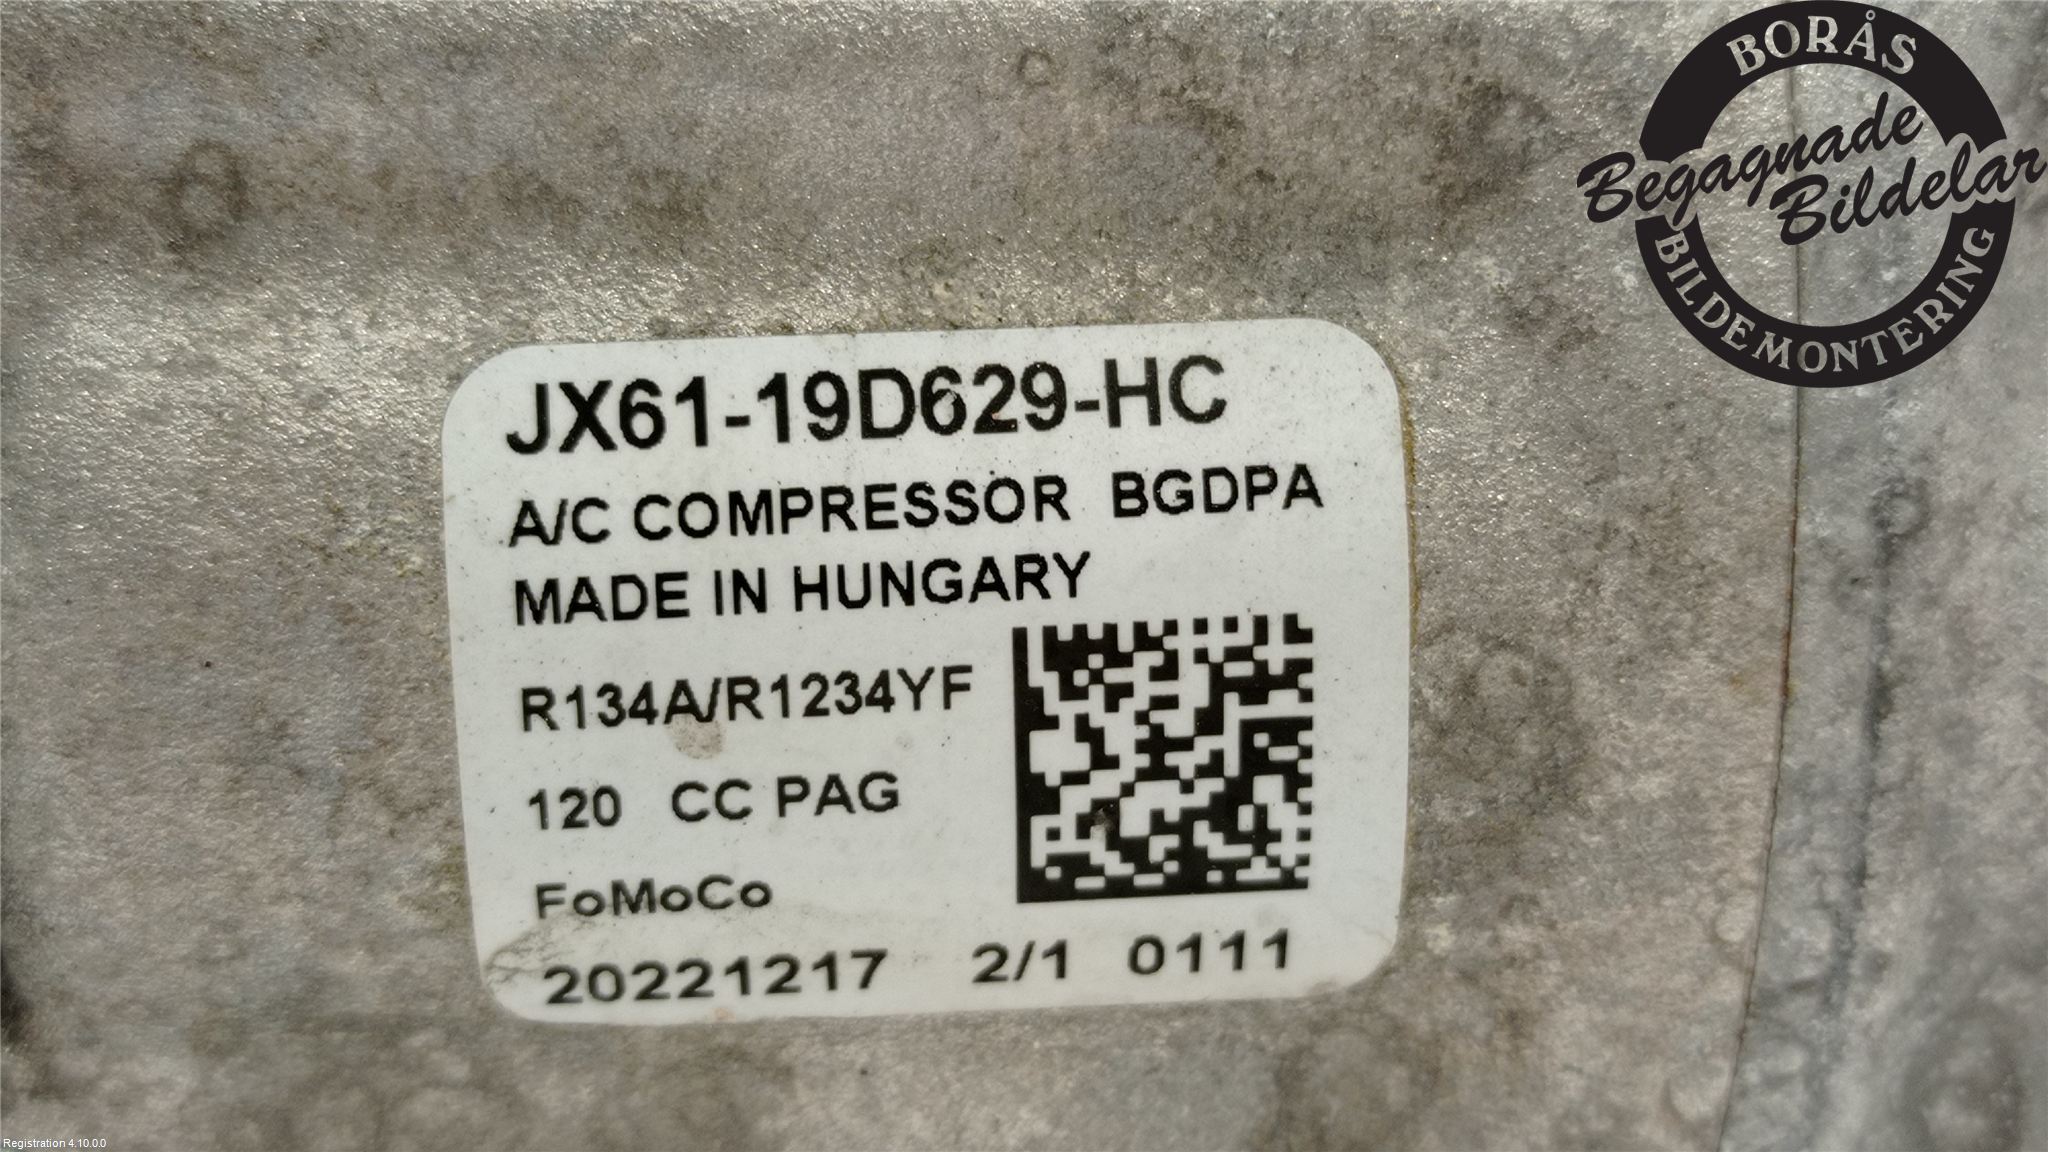 BORÅS
Begagnade
Bildelar
BILDEMONTERING
JX61-19D629-HC
A/C COMPRESSOR BGDPA
MADE IN HUNGARY
R134A/R1234YF
120 CC PAG
FoMoCo
20221217 2/1 0111
Registration 4.10.0.0